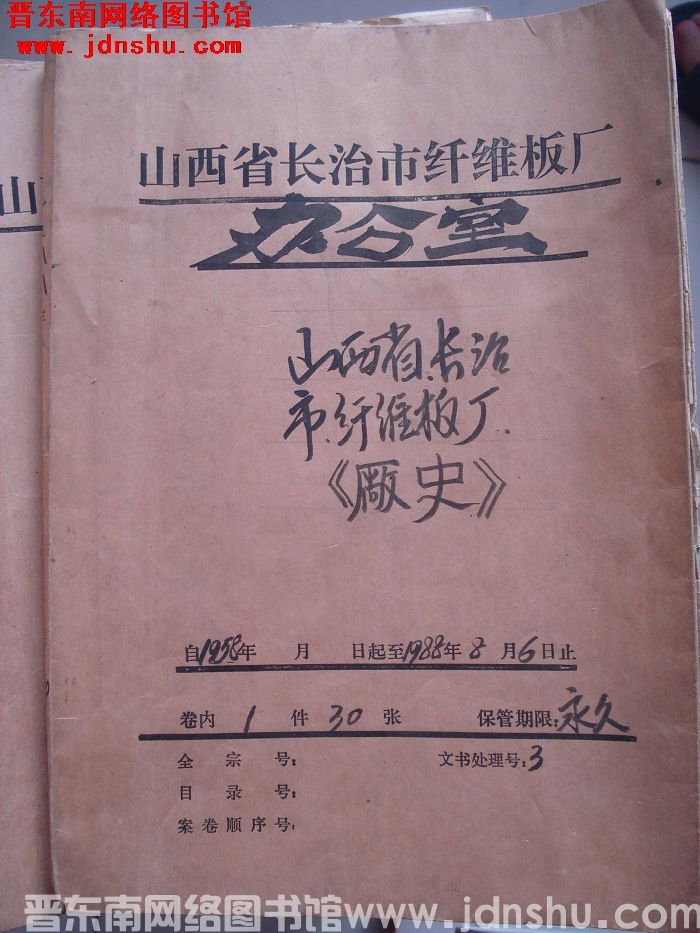 晋东南网络图书馆
www.jdnshu.com
山西省长治市纤维板厂
办公室
山西省长治
市纤维板厂
《厰史》
自1958年 月 日起至1988年8月6日止
卷内 1 件 30 张 保管期限:永久
全宗号: 文书处理号:3
目录号:
案卷顺序号:
山
晋东南网络图书馆 www.jdnshu.com